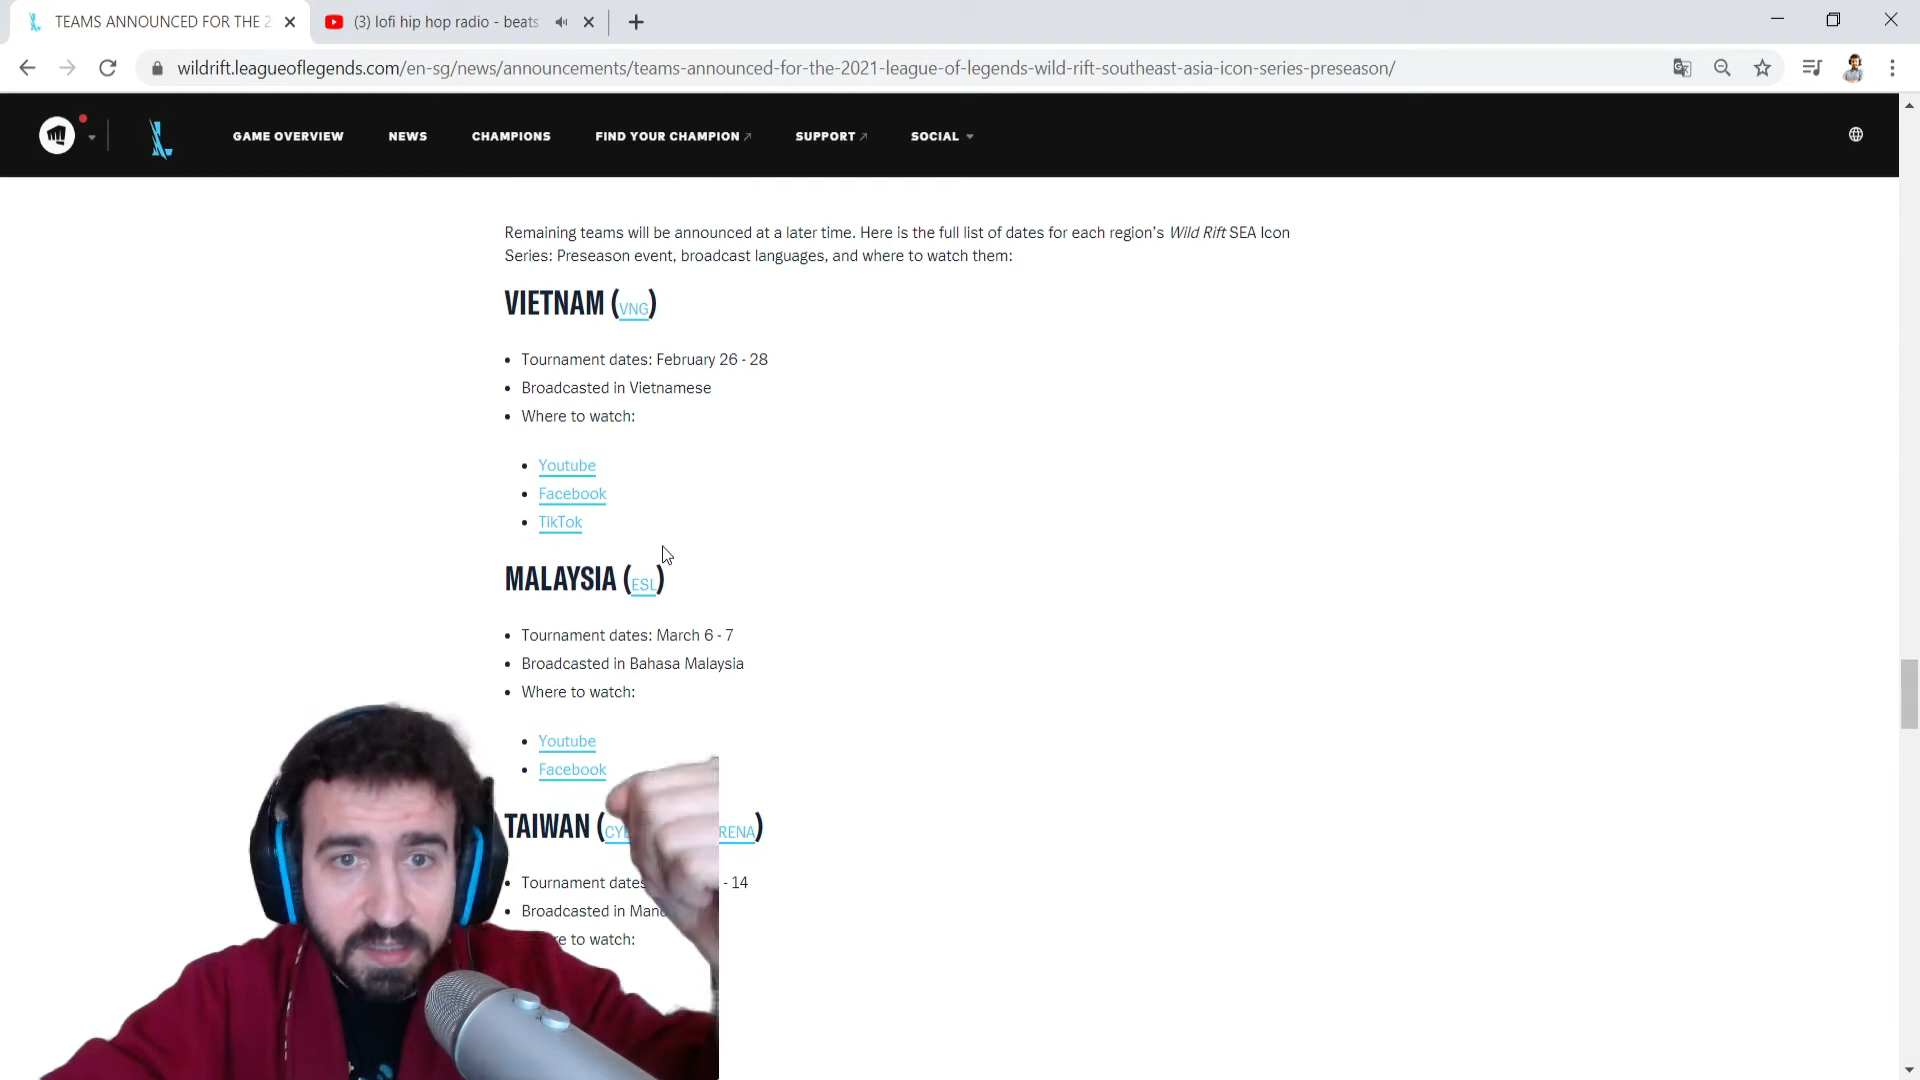 TEAMS ANNOUNCED FOR THE 2
(3) lofi hip hop radio - beats
wildrift.leagueoflegends.com/en-sg/news/announcements/teams-announced-for-the-2021-league-of-legends-wild-rift-southeast-asia-icon-series-preseason/
GAME OVERVIEW NEWS CHAMPIONS FIND YOUR CHAMPION SUPPORT SOCIAL
Remaining teams will be announced at a later time. Here is the full list of dates for each region's Wild Rift SEA Icon
Series: Preseason event, broadcast languages, and where to watch them:
VIETNAM (VNG)
• Tournament dates: February 26 - 28
• Broadcasted in Vietnamese
• Where to watch:
• Youtube
• Facebook
• TikTok
MALAYSIA (ESL)
• Tournament dates: March 6 - 7
• Broadcasted in Bahasa Malaysia
• Where to watch:
• Youtube
• Facebook
TAIWAN ( )
• Tournament dates - 14
• Broadcasted in
to watch: